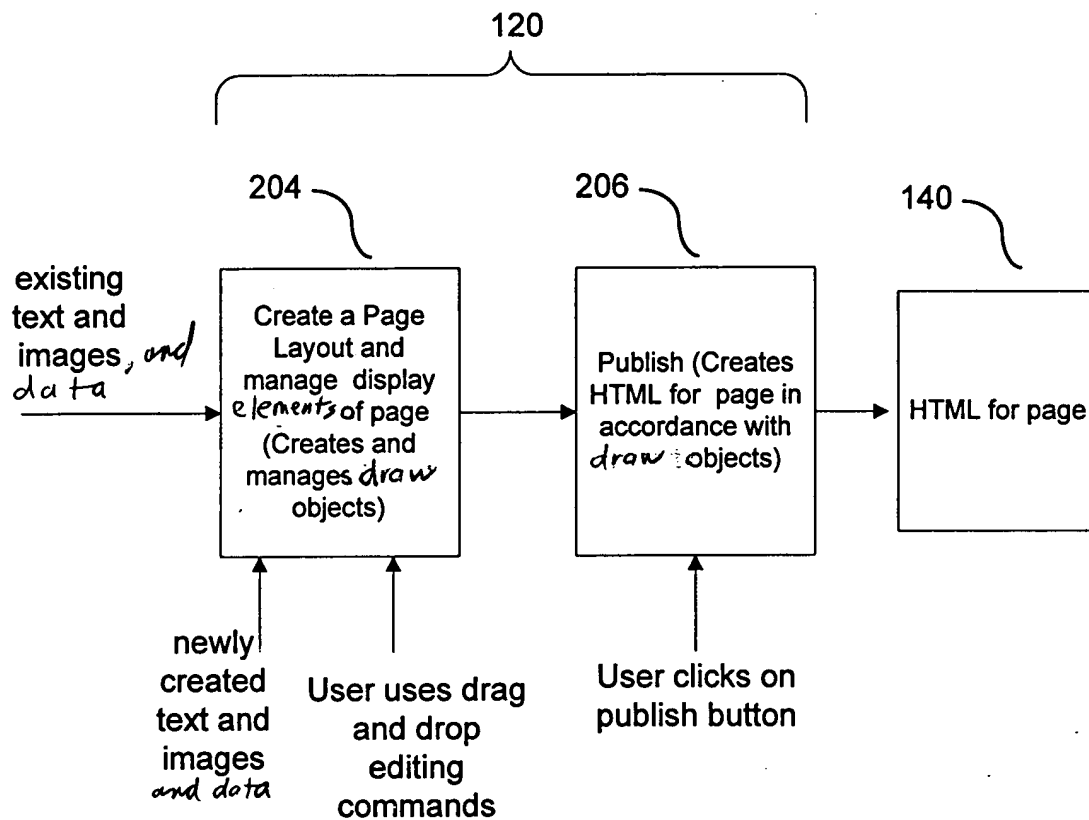 120
204
206
140
existing
text and
images, and
data
Create a Page
Layout and
manage display
elements of page
(Creates and
manages draw
objects)
Publish (Creates
HTML for page in
accordance with
draw objects)
HTML for page
newly
created
text and
images
and data
User uses drag
and drop
editing
commands
User clicks on
publish button